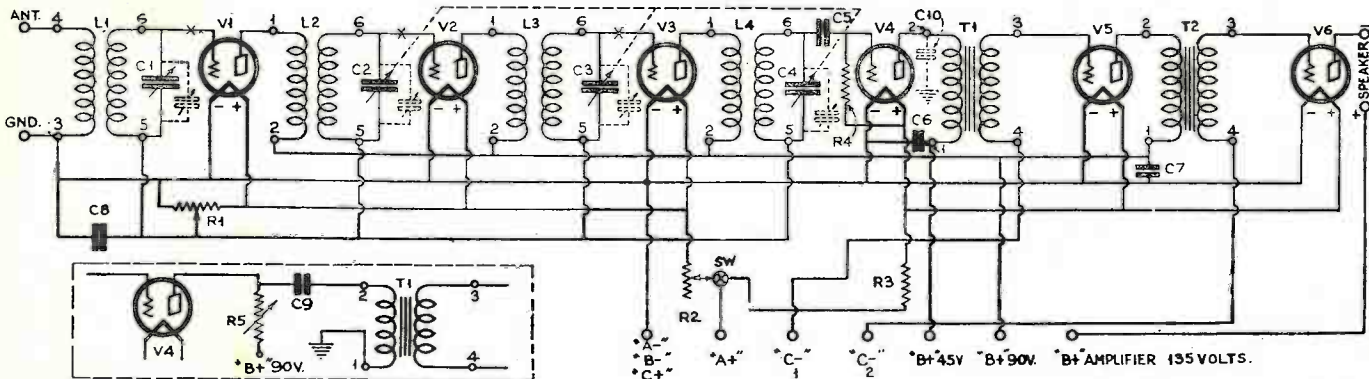 ANT. 4 L1 6 V1 1 L2 6 V2 1 L3 6 V3 1 L4 6 C5 V4 C10 2 T1 3 V5 2 T2 3 V6
C1 C2 C3 C4
SPEAKER
GND. 3 5 - + 2 5 - + 2 5 - + 2 5 R4 - + C6 1 4 - + 1 4 - + +
C7
C8 R1
V4 R5 C9 2 T1 3
"B+" 90V. 1 4
R2 SW R3
"A-" "A+" "C-" "C-" "B+" 45V "B+" 90V. "B+" AMPLIFIER 135 VOLTS.
"B-" 1 2
"C+"